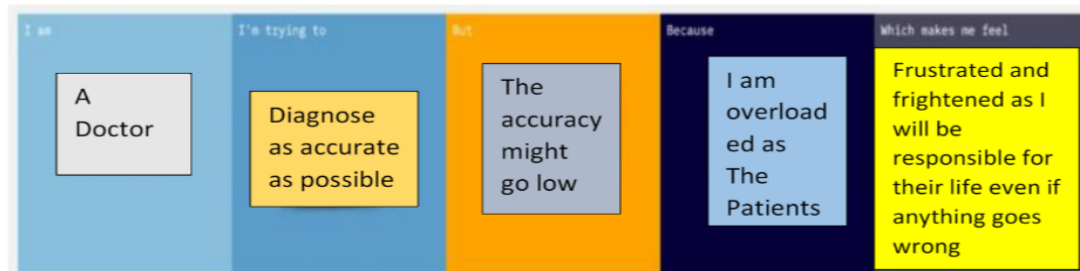 I am
A
Doctor
I'm trying to
Diagnose
as accurate
as possible
But
The
accuracy
might
go low
Because
I am
overload
ed as
The
Patients
Which makes me feel
Frustrated and
frightened as I
will be
responsible for
their life even if
anything goes
wrong